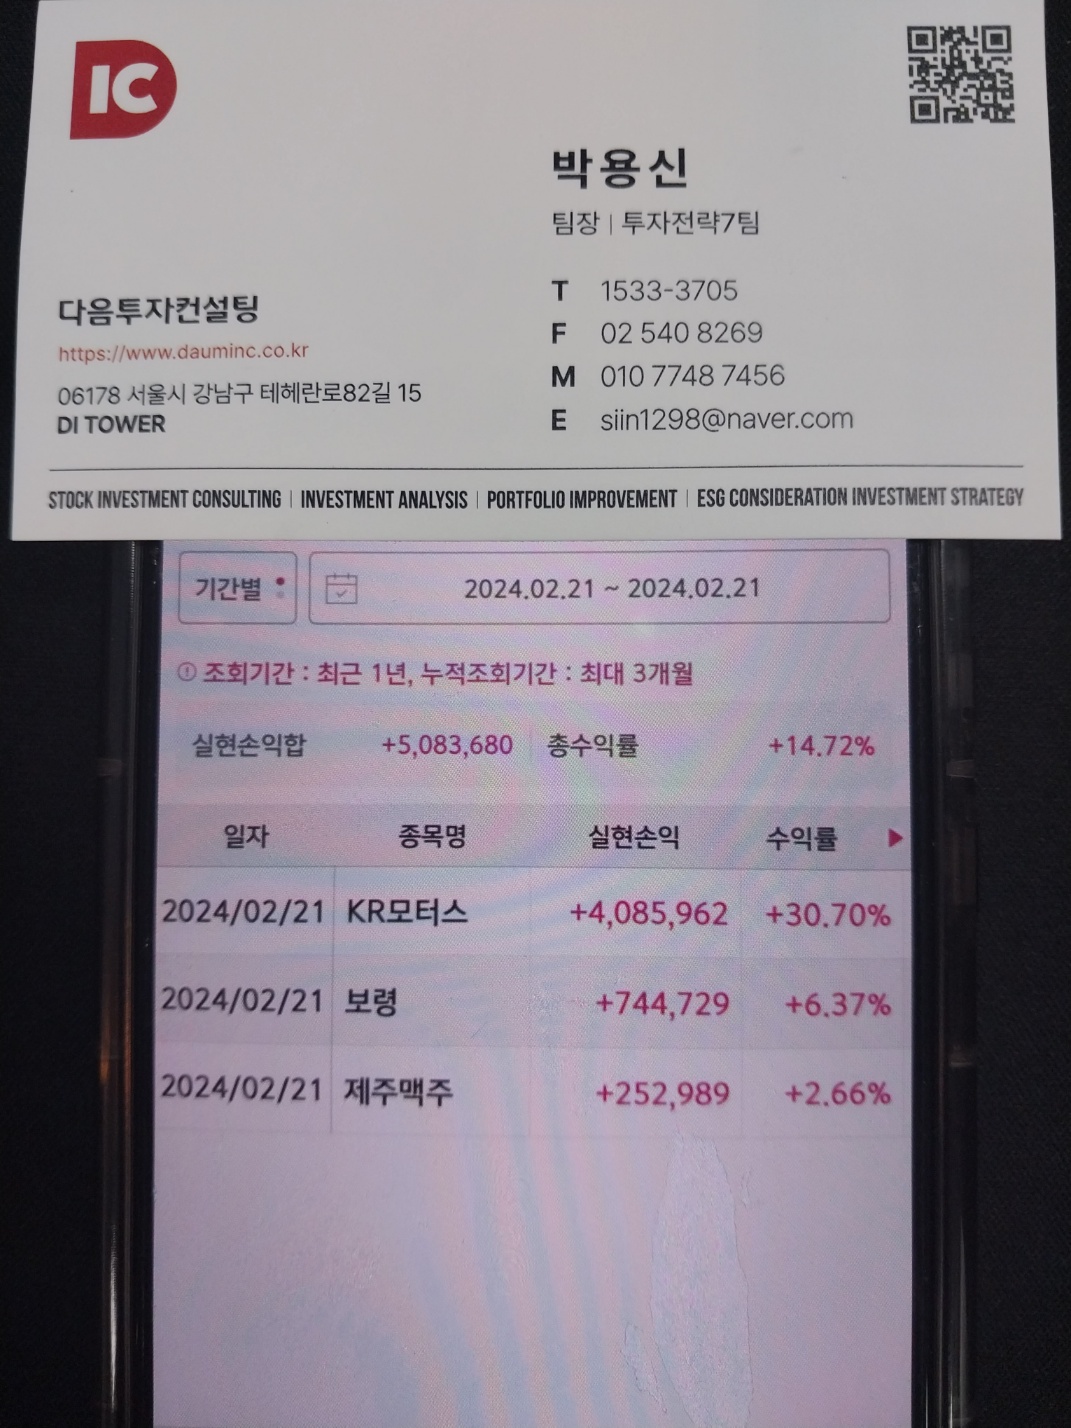 IC
박용신
팀장 | 투자전략7팀
다음투자컨설팅
https://www.dauminc.co.kr
06178 서울시 강남구 테헤란로82길 15
DI TOWER
T 1533-3705
F 02 540 8269
M 010 7748 7456
E siin1298@naver.com
STOCK INVESTMENT CONSULTING | INVESTMENT ANALYSIS | PORTFOLIO IMPROVEMENT | ESG CONSIDERATION INVESTMENT STRATEGY
기간별 2024.02.21 ~ 2024.02.21
조회기간 : 최근 1년, 누적조회기간 : 최대 3개월
실현손익합 +5,083,680 총수익률 +14.72%
일자 종목명 실현손익 수익률
2024/02/21 KR모터스 +4,085,962 +30.70%
2024/02/21 보령 +744,729 +6.37%
2024/02/21 제주맥주 +252,989 +2.66%